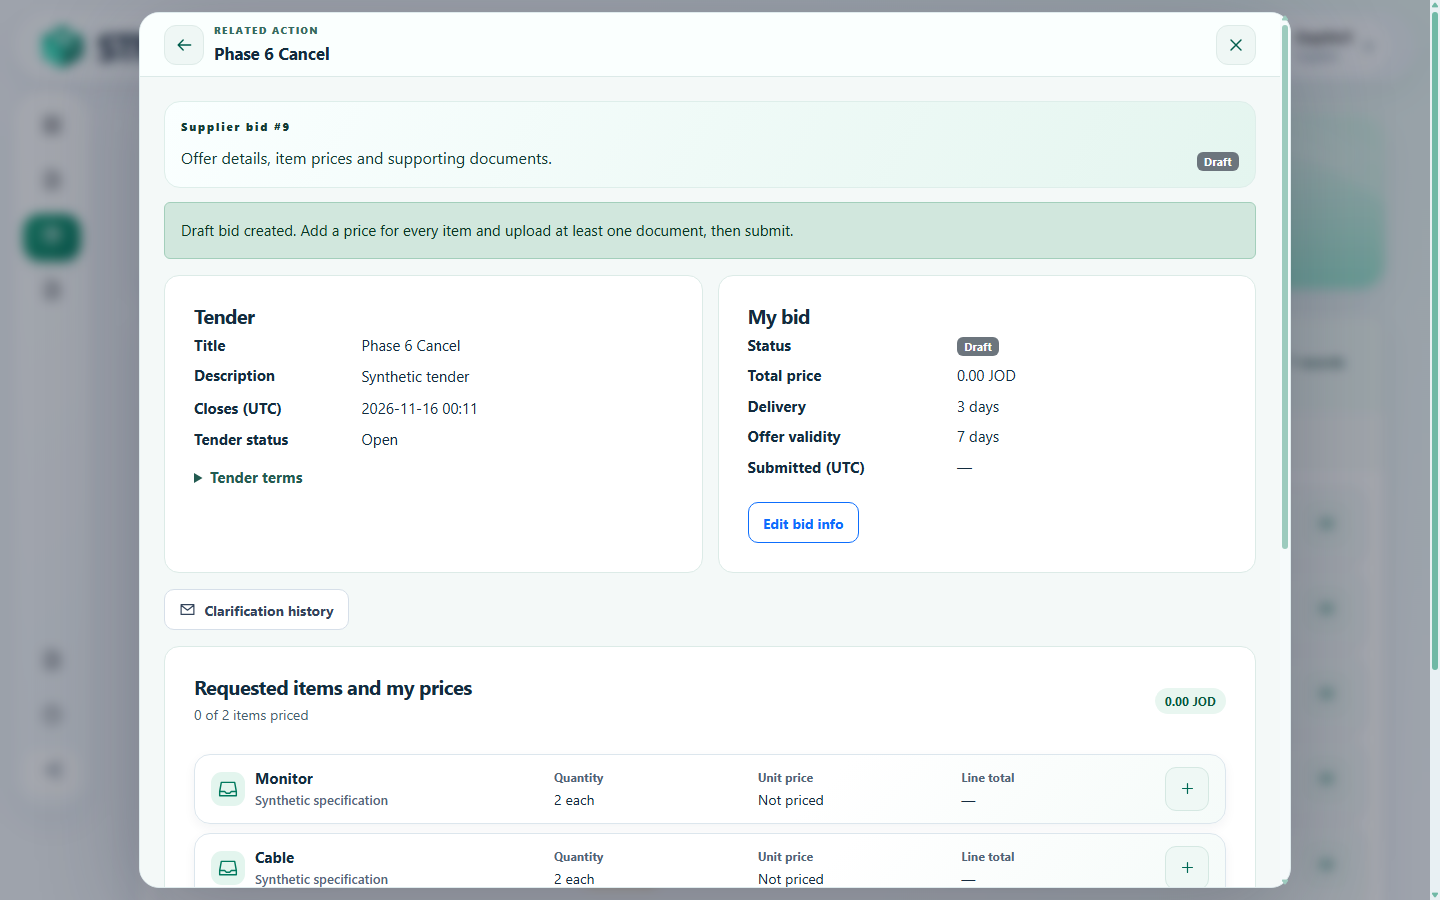 RELATED ACTION
Phase 6 Cancel
Supplier bid #9
Offer details, item prices and supporting documents.
Draft
Draft bid created. Add a price for every item and upload at least one document, then submit.
Tender
Title Phase 6 Cancel
Description Synthetic tender
Closes (UTC) 2026-11-16 00:11
Tender status Open
Tender terms
My bid
Status Draft
Total price 0.00 JOD
Delivery 3 days
Offer validity 7 days
Submitted (UTC) —
Edit bid info
Clarification history
Requested items and my prices
0 of 2 items priced
0.00 JOD
Monitor Quantity Unit price Line total
Synthetic specification 2 each Not priced —
Cable Quantity Unit price Line total
Synthetic specification 2 each Not priced —